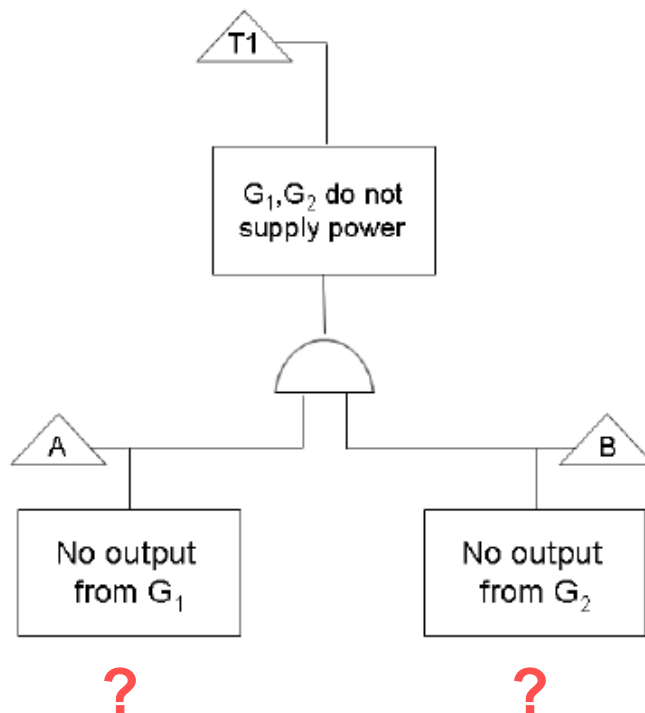 T1
G₁,G₂ do not
supply power
A
B
No output
from G₁
No output
from G₂
?
?